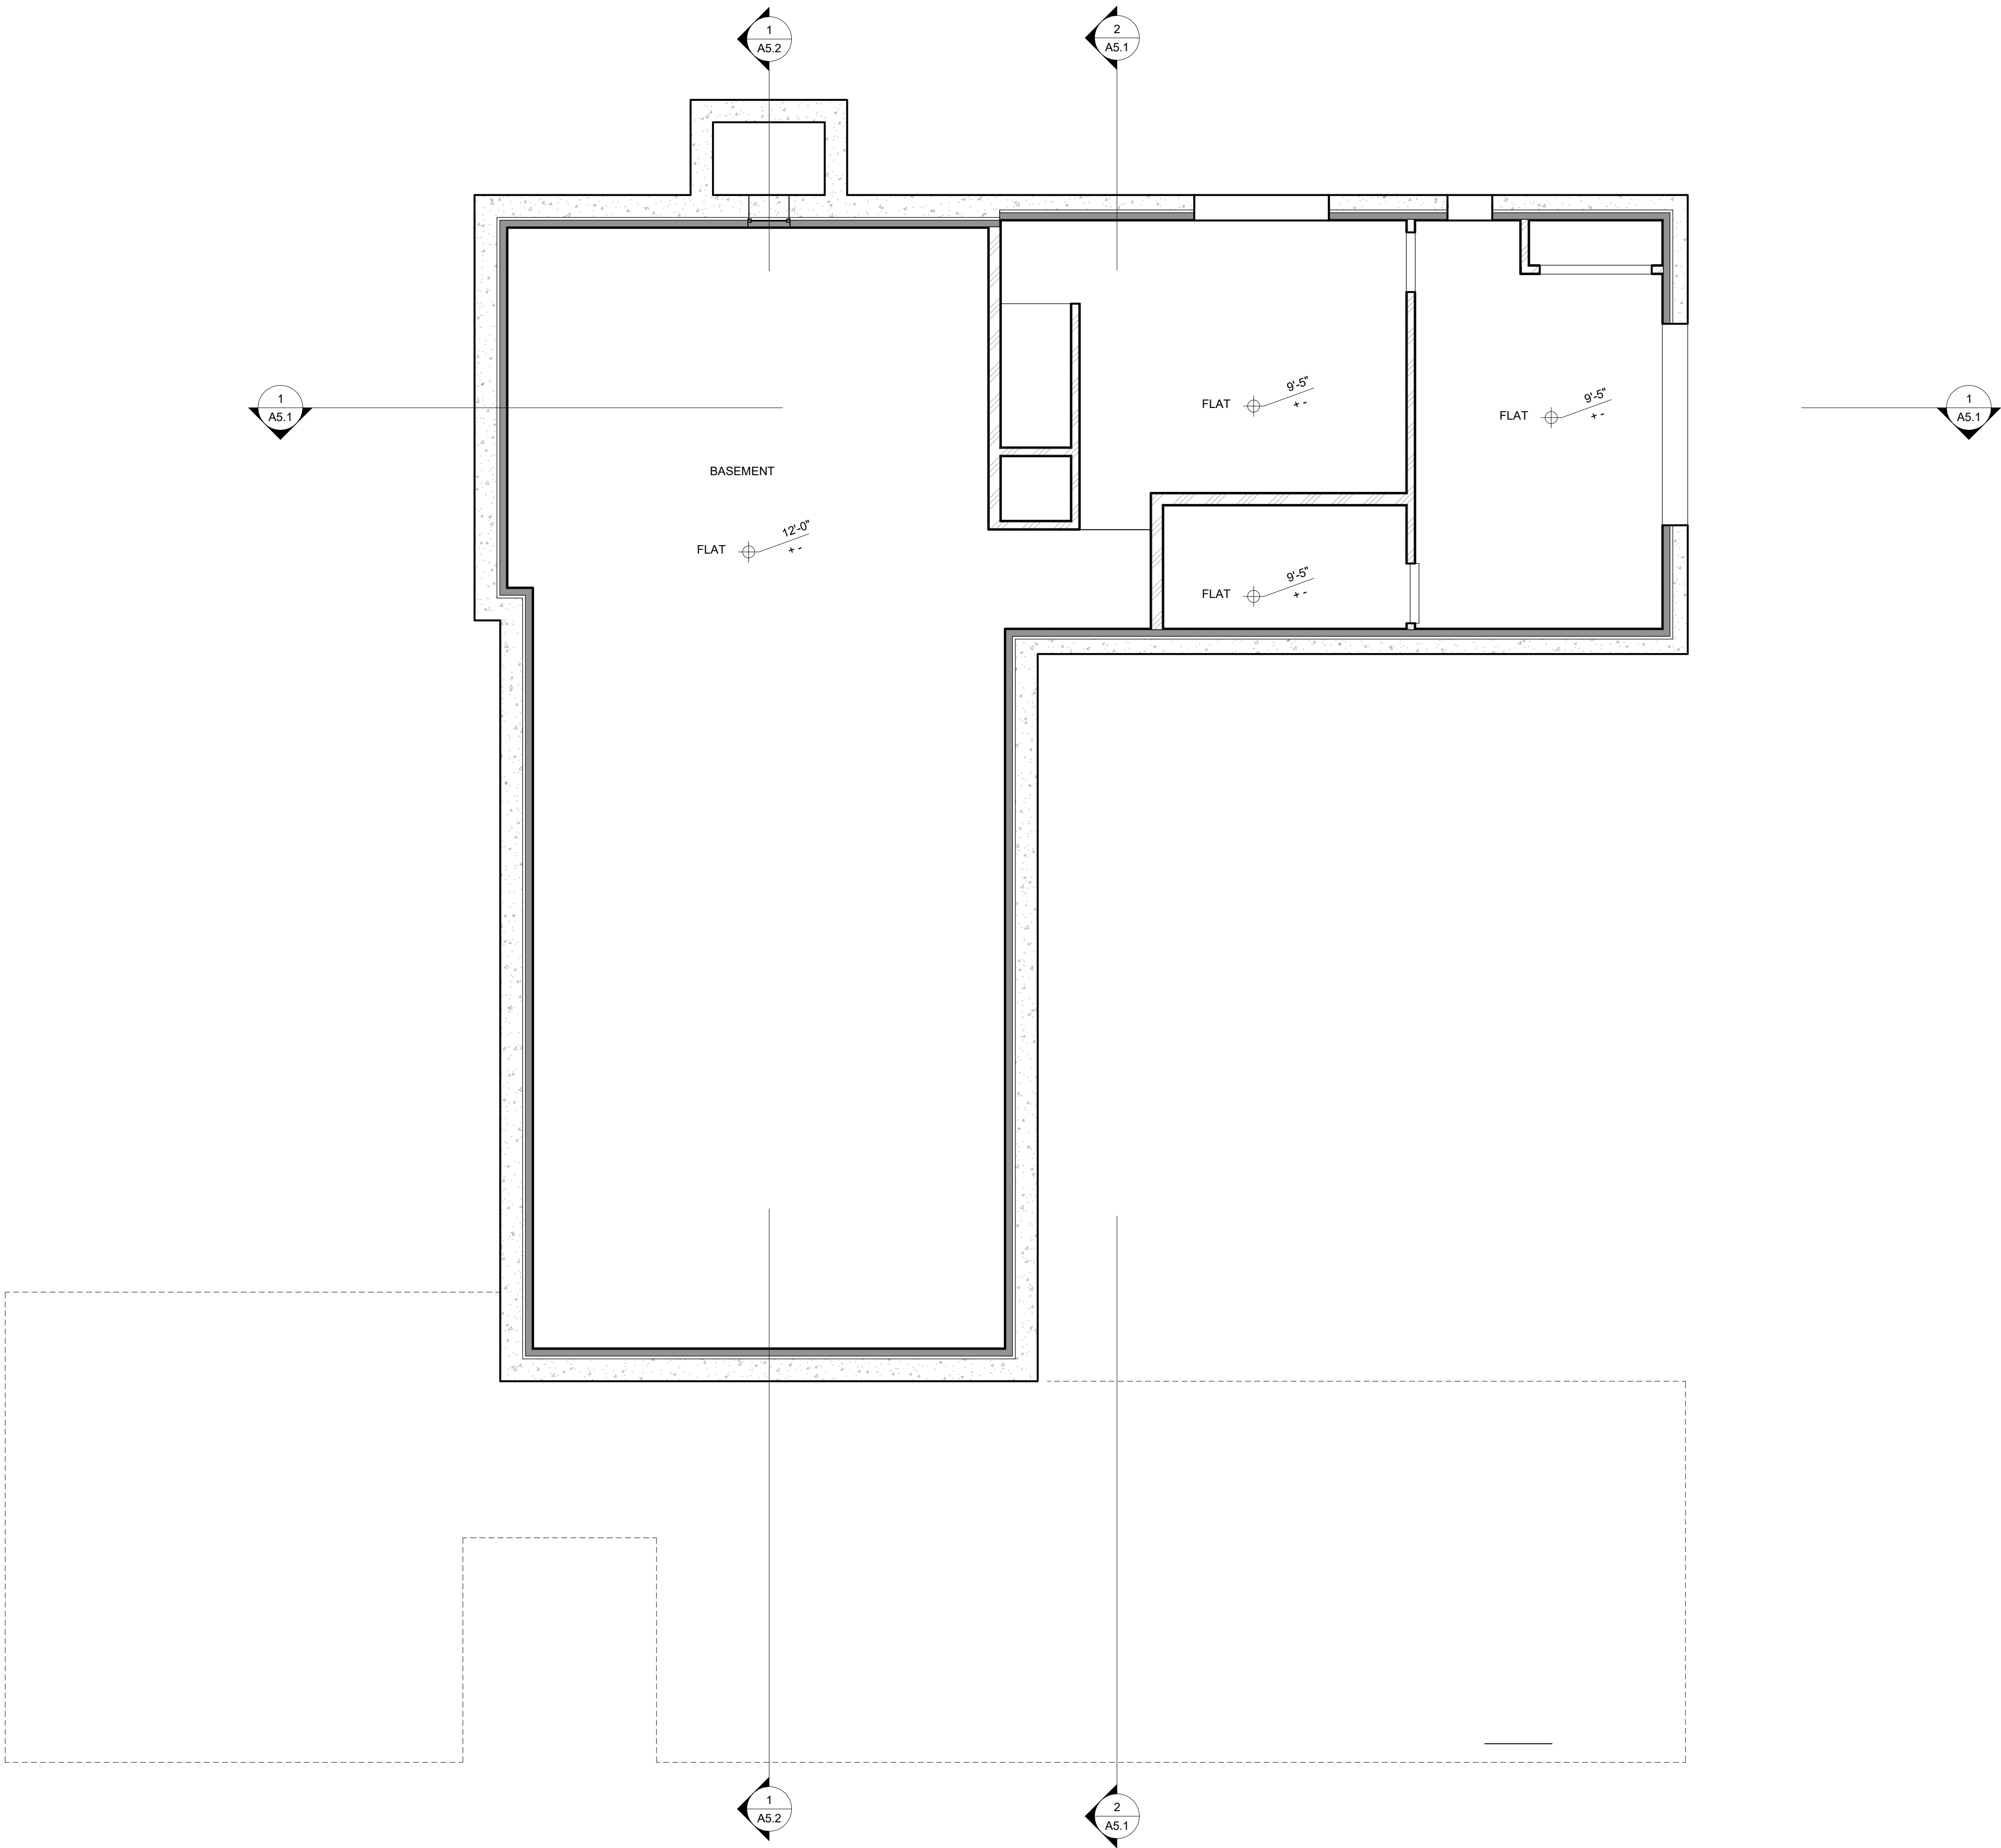 1
A5.2
2
A5.1
1
A5.1
1
A5.1
9'-5"
FLAT
+ -
9'-5"
FLAT
+ -
BASEMENT
12'-0"
FLAT
+ -
9'-5"
FLAT
+ -
1
A5.2
2
A5.1